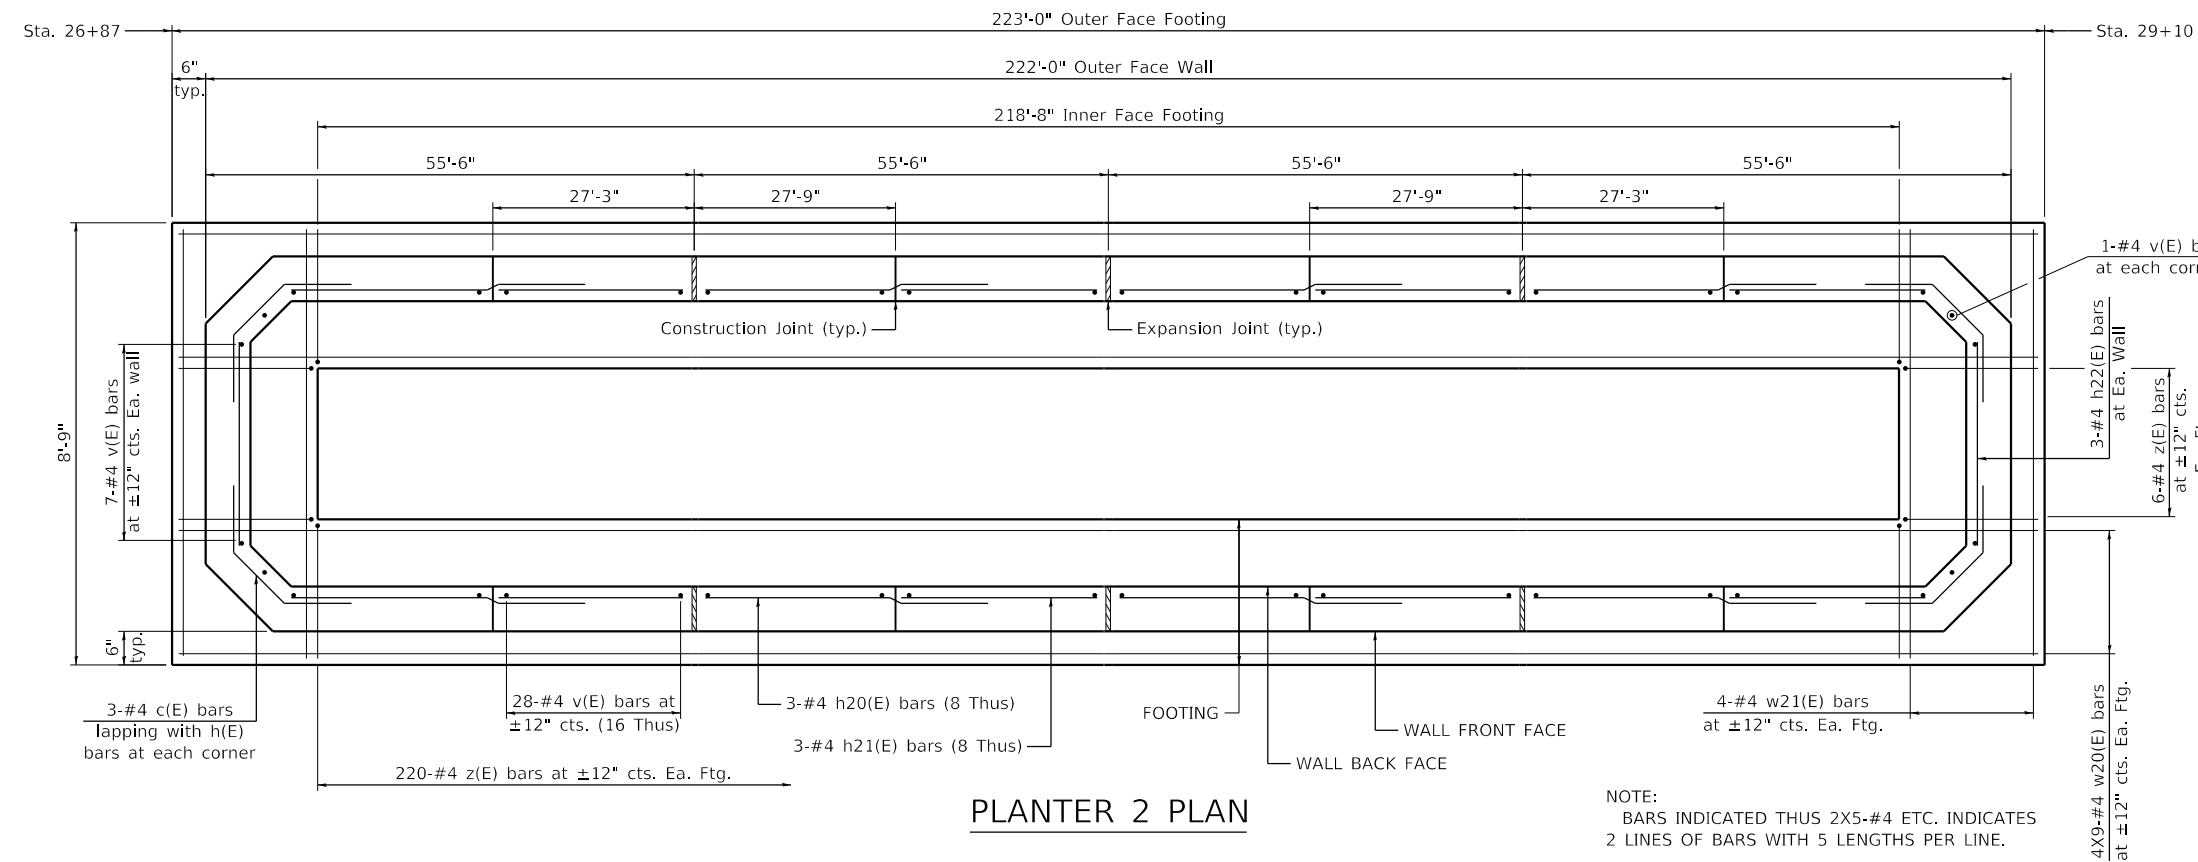 223'-0" Outer Face Footing
Sta. 26+87
Sta. 29+10
6"
typ.
222'-0" Outer Face Wall
218'-8" Inner Face Footing
55'-6"
55'-6"
55'-6"
55'-6"
27'-3"
27'-9"
27'-9"
27'-3"
1-#4 v(E) b
at each cor
Construction Joint (typ.)
Expansion Joint (typ.)
8'-9"
7-#4 v(E) bars
at ±12" cts. Ea. wall
3-#4 h22(E) bars
at Ea. Wall
6-#4 z(E) bars
at ±12" cts.
6"
typ.
3-#4 c(E) bars
lapping with h(E)
bars at each corner
28-#4 v(E) bars at
±12" cts. (16 Thus)
3-#4 h20(E) bars (8 Thus)
3-#4 h21(E) bars (8 Thus)
FOOTING
WALL FRONT FACE
WALL BACK FACE
4-#4 w21(E) bars
at ±12" cts. Ea. Ftg.
4X9-#4 w20(E) bars
at ±12" cts. Ea. Ftg.
220-#4 z(E) bars at ±12" cts. Ea. Ftg.
PLANTER 2 PLAN
NOTE:
BARS INDICATED THUS 2X5-#4 ETC. INDICATES
2 LINES OF BARS WITH 5 LENGTHS PER LINE.